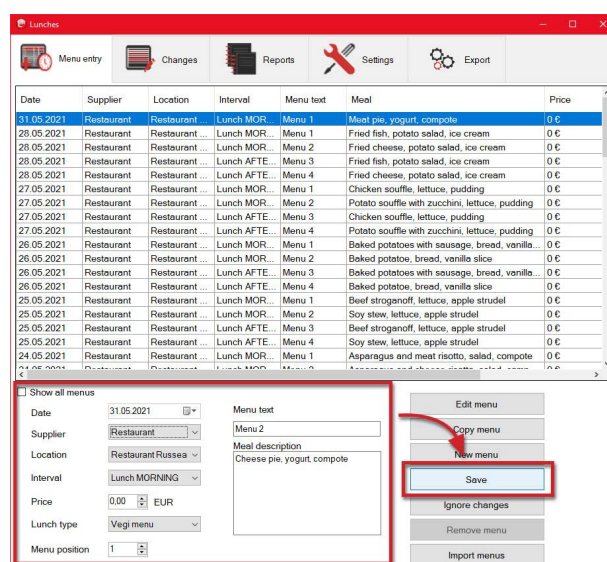 Lunches
Menu entry Changes Reports Settings Export
Date Supplier Location Interval Menu text Meal Price
31.05.2021 Restaurant Restaurant ... Lunch MOR... Menu 1 Meat pie, yogurt, compote 0 €
28.05.2021 Restaurant Restaurant ... Lunch MOR... Menu 1 Fried fish, potato salad, ice cream 0 €
28.05.2021 Restaurant Restaurant ... Lunch MOR... Menu 2 Fried cheese, potato salad, ice cream 0 €
28.05.2021 Restaurant Restaurant ... Lunch AFTE... Menu 3 Fried fish, potato salad, ice cream 0 €
28.05.2021 Restaurant Restaurant ... Lunch AFTE... Menu 4 Fried cheese, potato salad, ice cream 0 €
27.05.2021 Restaurant Restaurant ... Lunch MOR... Menu 1 Chicken souffle, lettuce, pudding 0 €
27.05.2021 Restaurant Restaurant ... Lunch MOR... Menu 2 Potato souffle with zucchini, lettuce, pudding 0 €
27.05.2021 Restaurant Restaurant ... Lunch AFTE... Menu 3 Chicken souffle, lettuce, pudding 0 €
27.05.2021 Restaurant Restaurant ... Lunch AFTE... Menu 4 Potato souffle with zucchini, lettuce, pudding 0 €
26.05.2021 Restaurant Restaurant ... Lunch MOR... Menu 1 Baked potatoes with sausage, bread, vanilla... 0 €
26.05.2021 Restaurant Restaurant ... Lunch MOR... Menu 2 Baked potatoe, bread, vanilla slice 0 €
26.05.2021 Restaurant Restaurant ... Lunch AFTE... Menu 3 Baked potatoes with sausage, bread, vanilla... 0 €
26.05.2021 Restaurant Restaurant ... Lunch AFTE... Menu 4 Baked potatoe, bread, vanilla slice 0 €
25.05.2021 Restaurant Restaurant ... Lunch MOR... Menu 1 Beef stroganoff, lettuce, apple strudel 0 €
25.05.2021 Restaurant Restaurant ... Lunch MOR... Menu 2 Soy stew, lettuce, apple strudel 0 €
25.05.2021 Restaurant Restaurant ... Lunch AFTE... Menu 3 Beef stroganoff, lettuce, apple strudel 0 €
25.05.2021 Restaurant Restaurant ... Lunch AFTE... Menu 4 Soy stew, lettuce, apple strudel 0 €
24.05.2021 Restaurant Restaurant ... Lunch MOR... Menu 1 Asparagus and meat risotto, salad, compote 0 €
Show all menus
Date 31.05.2021
Supplier Restaurant
Location Restaurant Russea
Interval Lunch MORNING
Price 0,00 EUR
Lunch type Vegi menu
Menu position 1
Menu text
Menu 2
Meal description
Cheese pie, yogurt, compote
Edit menu
Copy menu
New menu
Save
Ignore changes
Remove menu
Import menus